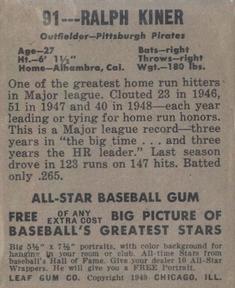 91---RALPH KINER
Outfielder—Pittsburgh Pirates
Age—27 Bats—right
Ht.—6' 1½" Throws—right
Home—Alhambra, Cal. Wgt.—180 lbs.
One of the greatest home run hitters
in Major league. Clouted 23 in 1946,
51 in 1947 and 40 in 1948—each year
leading or tying for home run honors.
This is a Major league record—three
years in "the big time . . . and three
years the HR leader." Last season
drove in 123 runs on 147 hits. Batted
only .265.
ALL-STAR BASEBALL GUM
FREE OF ANY EXTRA COST BIG PICTURE OF
BASEBALL'S GREATEST STARS
Big 5½" x 7½" portraits, with color background for
hanging in your room or club. All-time Stars from
baseball's Hall of Fame. Give your dealer 10 All-Star
Wrappers. He will give you a FREE Portrait.
LEAF GUM CO. Copyright 1948 CHICAGO, ILL.